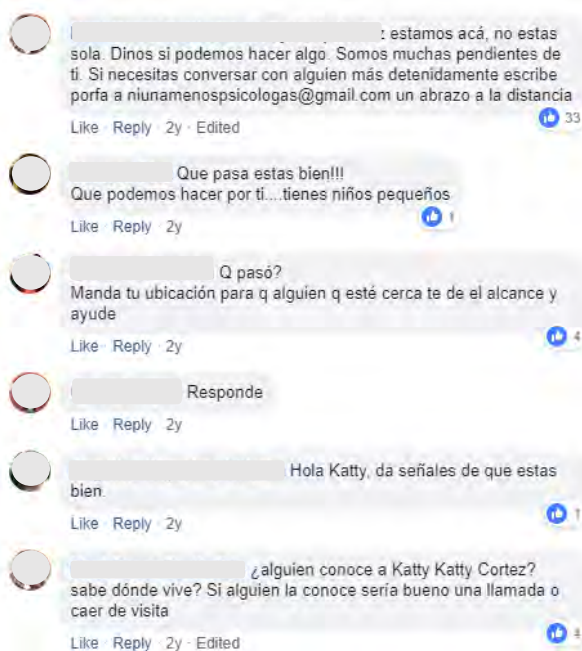 estamos acá, no estas
sola. Dinos si podemos hacer algo. Somos muchas pendientes de
ti. Si necesitas conversar con alguien más detenidamente escribe
porfa a niunamenospsicologas@gmail.com un abrazo a la distancia
33
Like · Reply · 2y · Edited
Que pasa estas bien!!!
Que podemos hacer por ti....tienes niños pequeños
1
Like · Reply · 2y
Q pasó?
Manda tu ubicación para q alguien q esté cerca te de el alcance y
ayude
4
Like · Reply · 2y
Responde
Like · Reply · 2y
Hola Katty, da señales de que estas
bien.
1
Like · Reply · 2y
¿alguien conoce a Katty Katty Cortez?
sabe dónde vive? Si alguien la conoce sería bueno una llamada o
caer de visita
4
Like · Reply · 2y · Edited